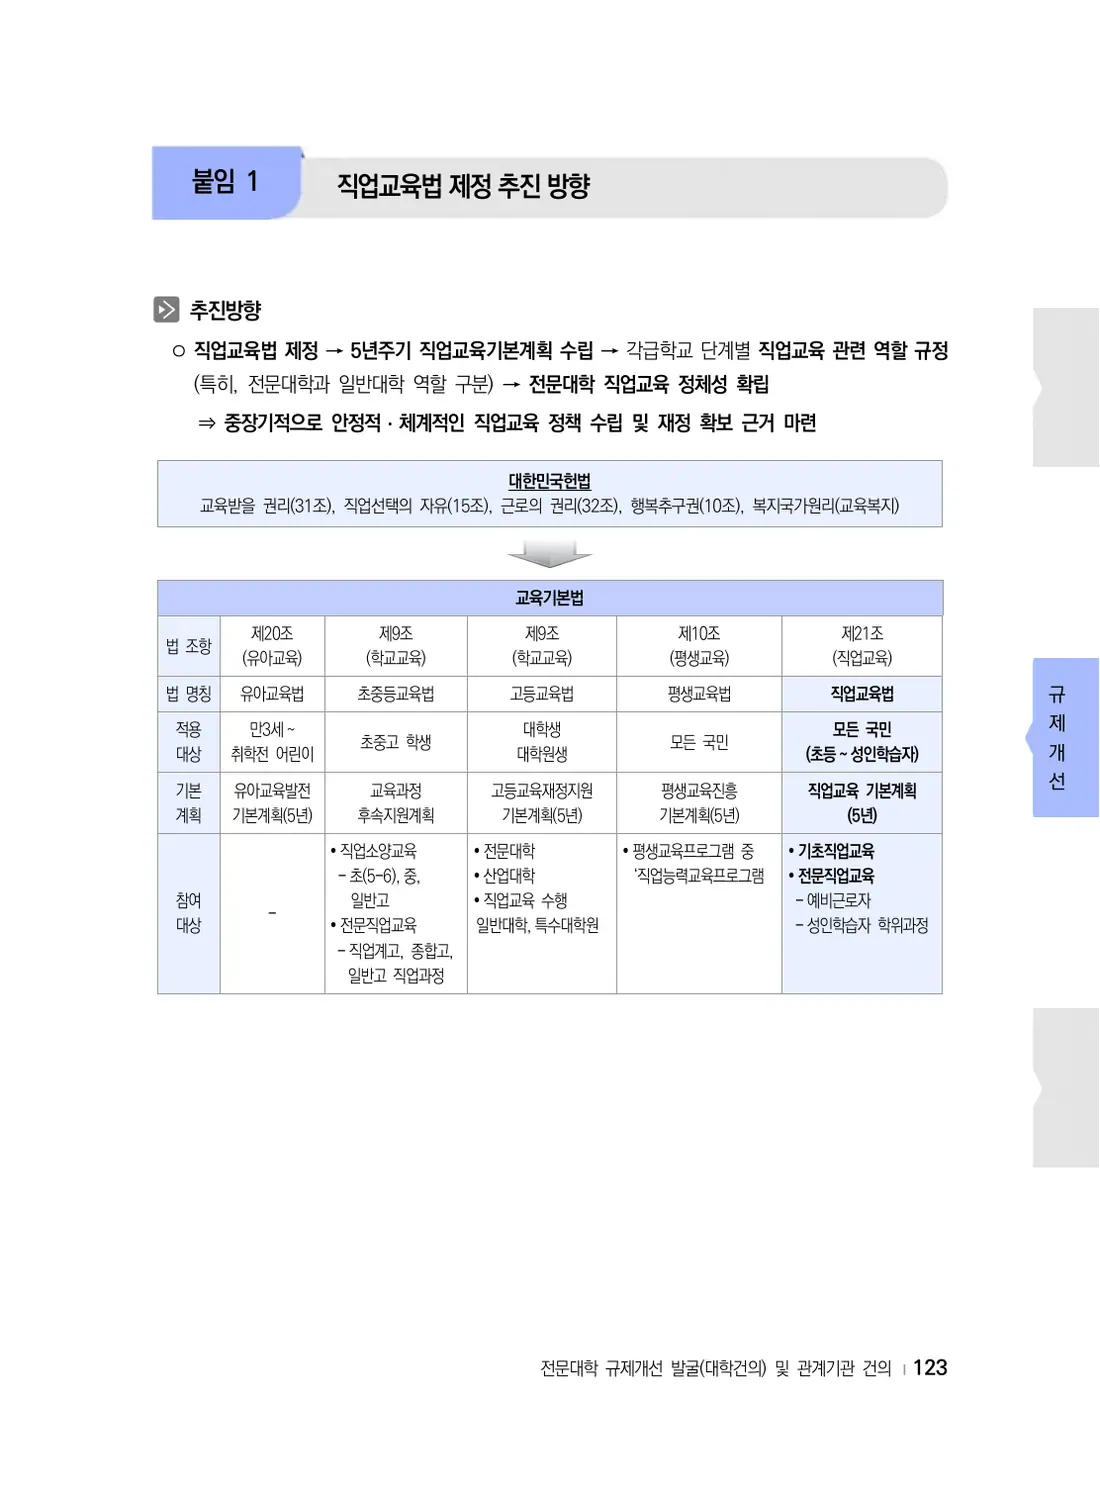 붙임 1
직업교육법 제정 추진 방향
추진방향
○ 직업교육법 제정 → 5년주기 직업교육기본계획 수립 → 각급학교 단계별 직업교육 관련 역할 규정
(특히, 전문대학과 일반대학 역할 구분) → 전문대학 직업교육 정체성 확립
⇒ 중장기적으로 안정적·체계적인 직업교육 정책 수립 및 재정 확보 근거 마련
대한민국헌법
교육받을 권리(31조), 직업선택의 자유(15조), 근로의 권리(32조), 행복추구권(10조), 복지국가원리(교육복지)
교육기본법
법 조항
제20조
(유아교육)
제9조
(학교교육)
제9조
(학교교육)
제10조
(평생교육)
제21조
(직업교육)
법 명칭
유아교육법
초중등교육법
고등교육법
평생교육법
직업교육법
적용
대상
만3세~
취학전 어린이
초중고 학생
대학생
대학원생
모든 국민
모든 국민
(초등~성인학습자)
기본
계획
유아교육발전
기본계획(5년)
교육과정
후속지원계획
고등교육재정지원
기본계획(5년)
평생교육진흥
기본계획(5년)
직업교육 기본계획
(5년)
참여
대상
-
• 직업소양교육
- 초(5-6), 중,
일반고
• 전문직업교육
- 직업계고, 종합고,
일반고 직업과정
• 전문대학
• 산업대학
• 직업교육 수행
일반대학, 특수대학원
• 평생교육프로그램 중
'직업능력교육프로그램
• 기초직업교육
• 전문직업교육
- 예비근로자
- 성인학습자 학위과정
규
제
개
선
전문대학 규제개선 발굴(대학건의) 및 관계기관 건의 | 123